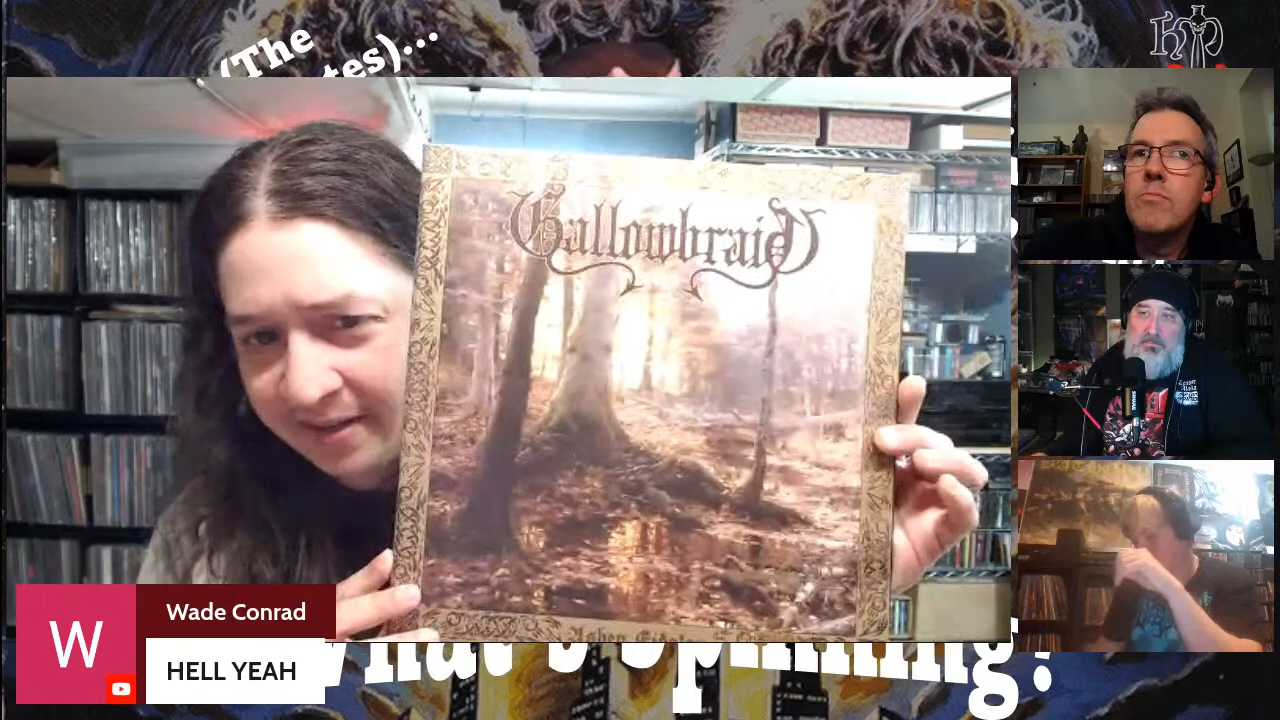 (The
tes)...
Gallowbraid
Wade Conrad
W
HELL YEAH
What's Spinning?